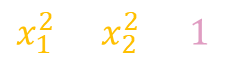 x₁² x₂² 1